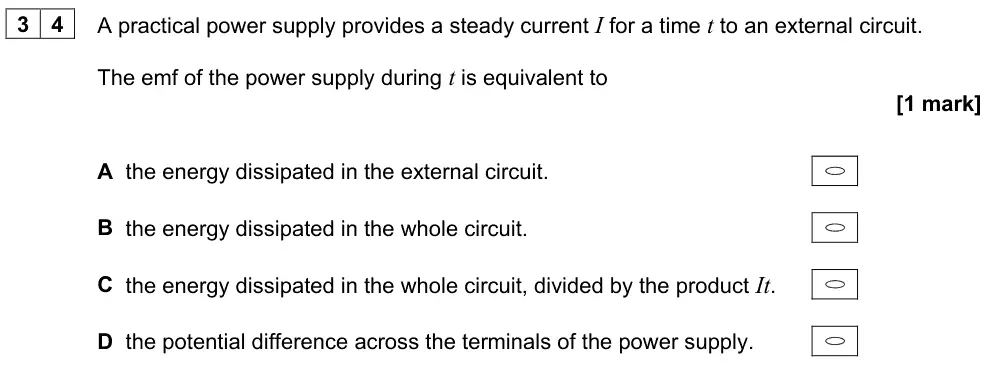 3 4 A practical power supply provides a steady current I for a time t to an external circuit.
The emf of the power supply during t is equivalent to
[1 mark]
A the energy dissipated in the external circuit.
B the energy dissipated in the whole circuit.
C the energy dissipated in the whole circuit, divided by the product It.
D the potential difference across the terminals of the power supply.